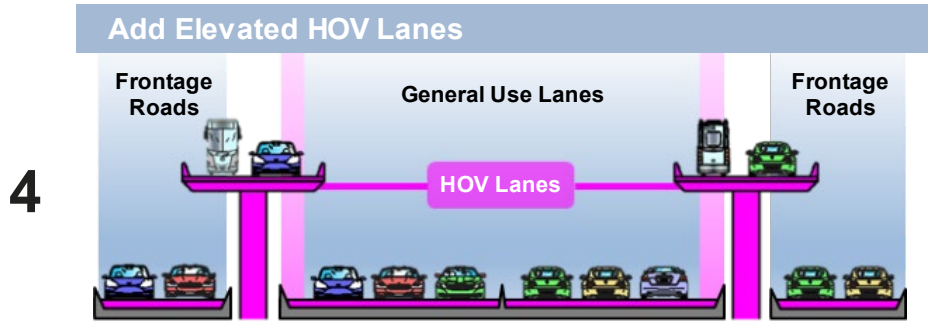 Add Elevated HOV Lanes
Frontage
Roads
General Use Lanes
Frontage
Roads
HOV Lanes
4